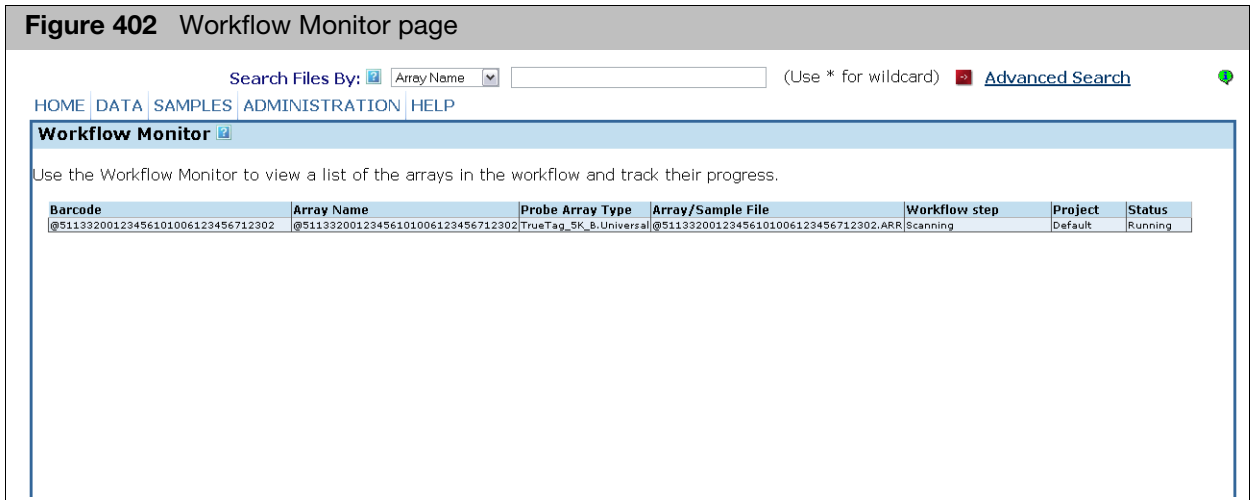 Figure 402 Workflow Monitor page
Search Files By: Array Name (Use * for wildcard) Advanced Search
HOME DATA SAMPLES ADMINISTRATION HELP
Workflow Monitor
Use the Workflow Monitor to view a list of the arrays in the workflow and track their progress.
Barcode Array Name Probe Array Type Array/Sample File Workflow step Project Status
@51133200123456101006123456712302 @51133200123456101006123456712302 TrueTag_5K_B.Universal @51133200123456101006123456712302.ARR Scanning Default Running